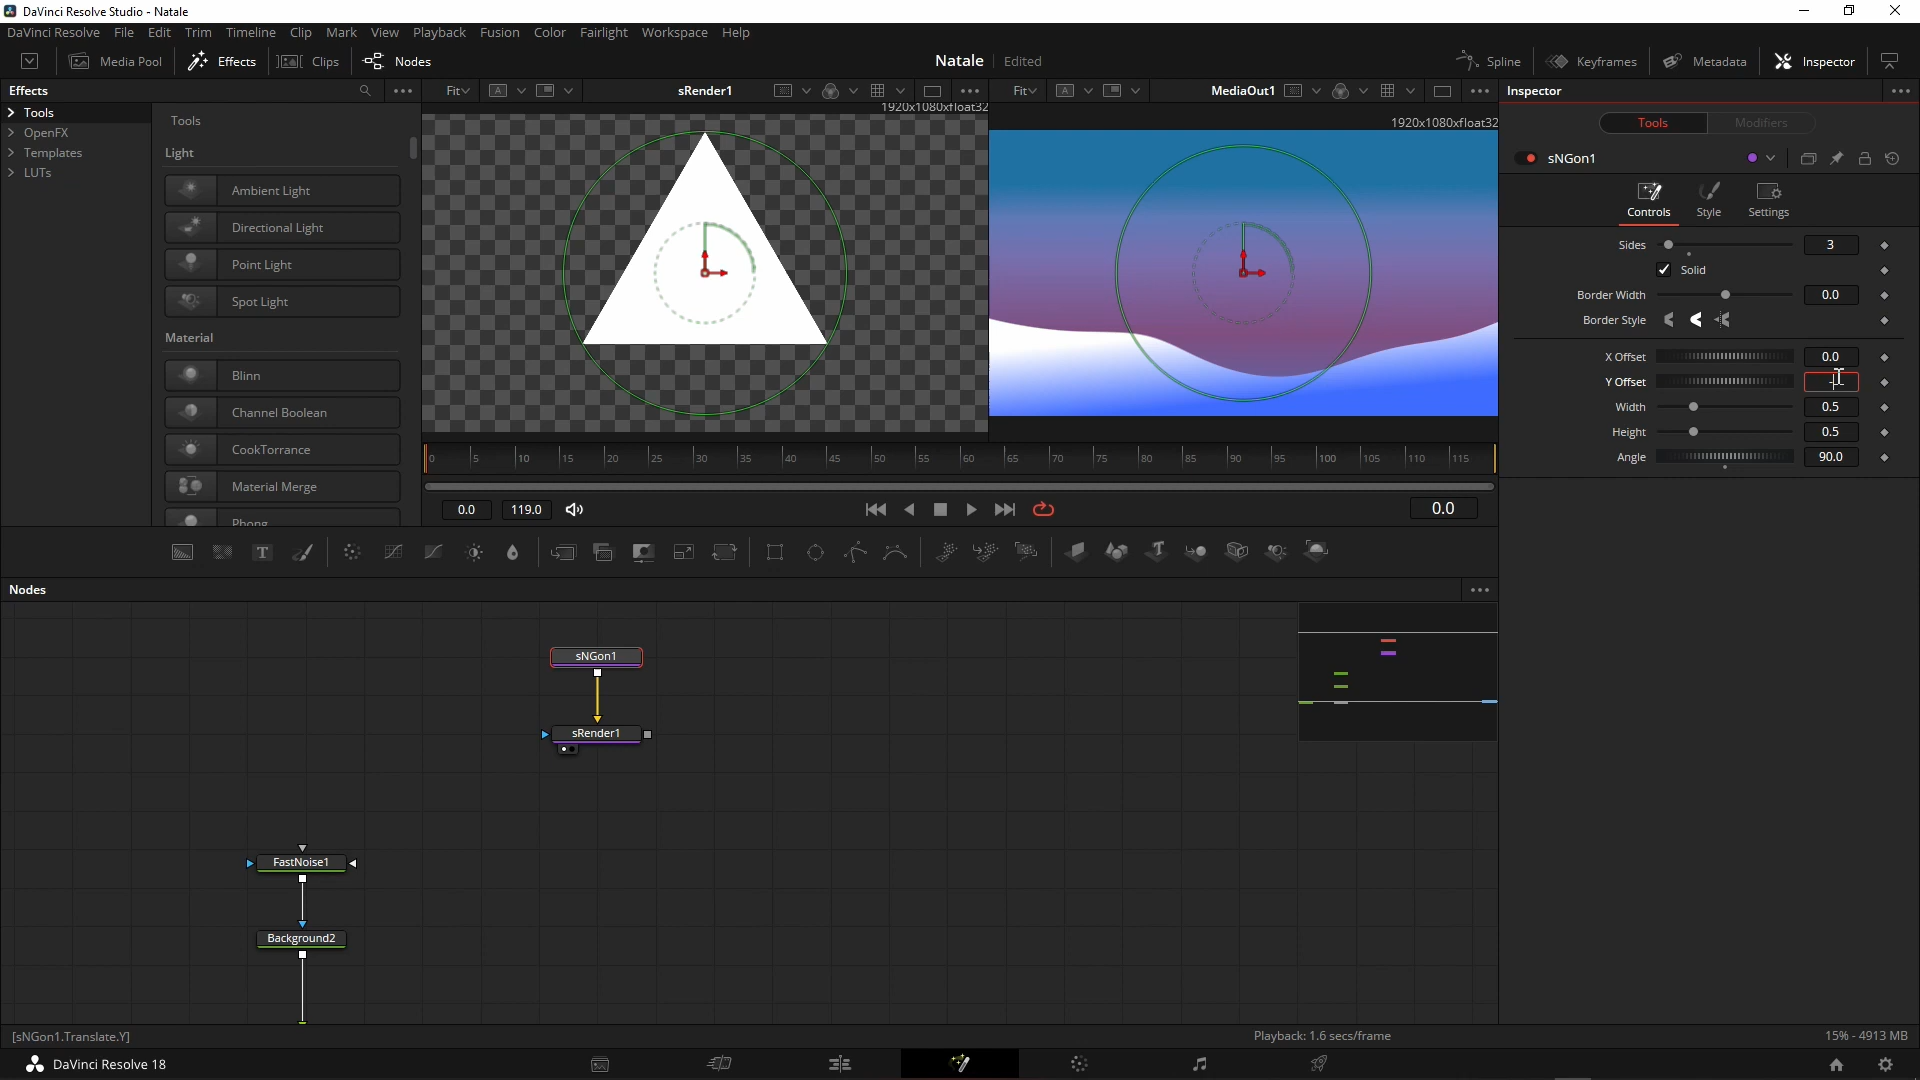 DaVinci Resolve Studio - Natale
DaVinci Resolve File Edit Trim Timeline Clip Mark View Playback Fusion Color Fairlight Workspace Help
Media Pool Effects Clips Nodes Natale Edited Spline Keyframes Metadata Inspector
Effects Fit A sRender1 Fit A MediaOut1 Inspector
1920x1080xfloat32
1920x1080xfloat32
Tools
OpenFX
Templates
LUTs
Tools
Light
Ambient Light
Directional Light
Point Light
Spot Light
Material
Blinn
Channel Boolean
CookTorrance
Material Merge
Phong
Tools Modifiers
sNGon1
Controls Style Settings
Sides 3
Solid
Border Width 0.0
Border Style
X Offset 0.0
Y Offset -
Width 0.5
Height 0.5
Angle 90.0
0 5 10 15 20 25 30 35 40 45 50 55 60 65 70 75 80 85 90 95 100 105 110 115
0.0 119.0 0.0
T
Nodes
sNGon1
sRender1
FastNoise1
Background2
[sNGon1.Translate.Y] Playback: 1.6 secs/frame 15% - 4913 MB
DaVinci Resolve 18